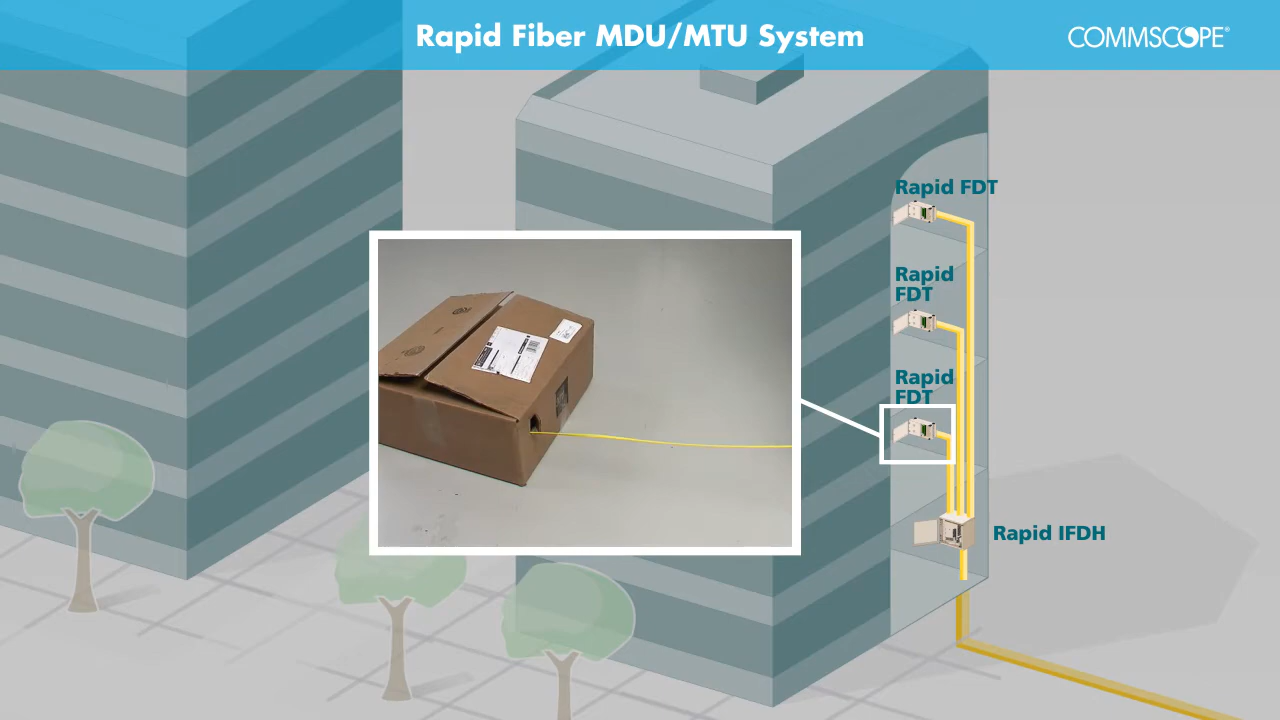 Rapid Fiber MDU/MTU System
COMMSCOPE®
Rapid FDT
Rapid
FDT
Rapid
FDT
Rapid IFDH